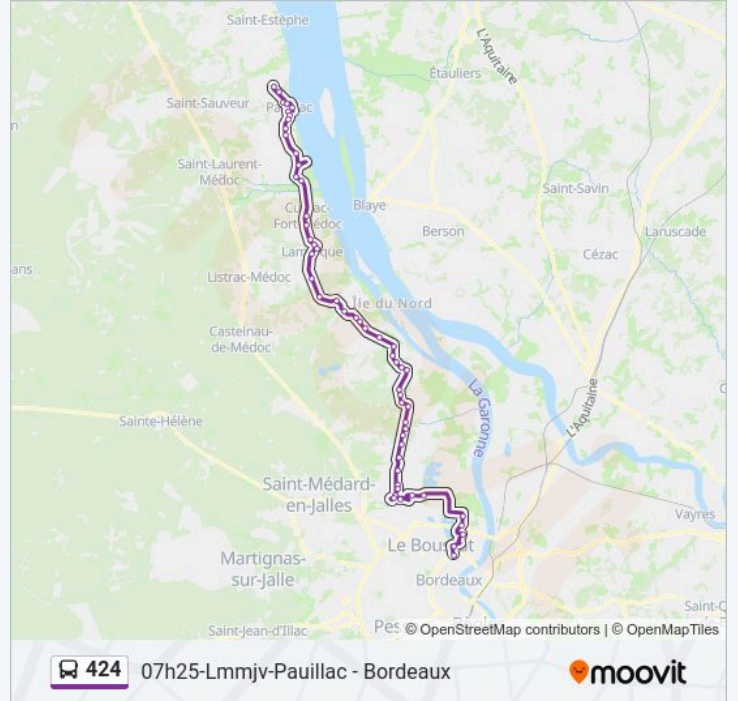 Saint-Estèphe
L'Aquitaine
Étauliers
Saint-Sauveur
Saint-Laurent-
Médoc
Saint-Savin
Blaye
Berson
Laruscade
Cézac
Listrac-Médoc
Île du Nord
Castelnau-
de-Médoc
La Garonne
L'Aquitaine
Sainte-Hélène
Saint-Médard-
en-Jalles
Vayres
Martignas-
sur-Jalle
Bordeaux
Saint-Jean-d'Illac
© OpenStreetMap contributors | © OpenMapTiles
424 07h25-Lmmjv-Pauillac - Bordeaux
moovit